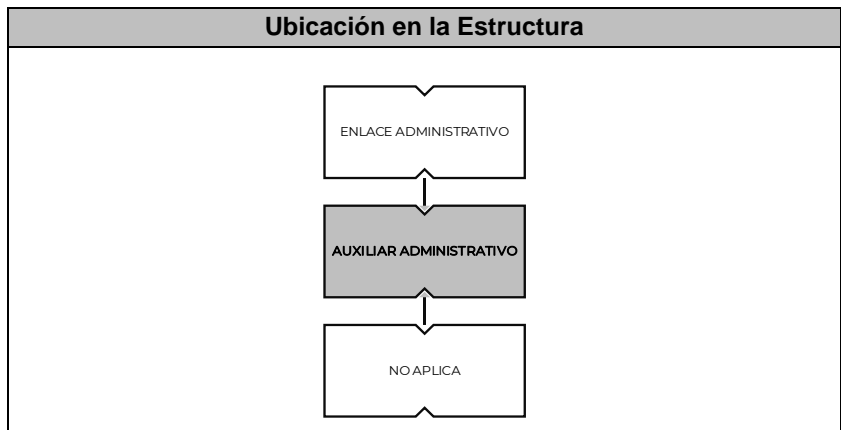 Ubicación en la Estructura
ENLACE ADMINISTRATIVO
AUXILIAR ADMINISTRATIVO
NO APLICA